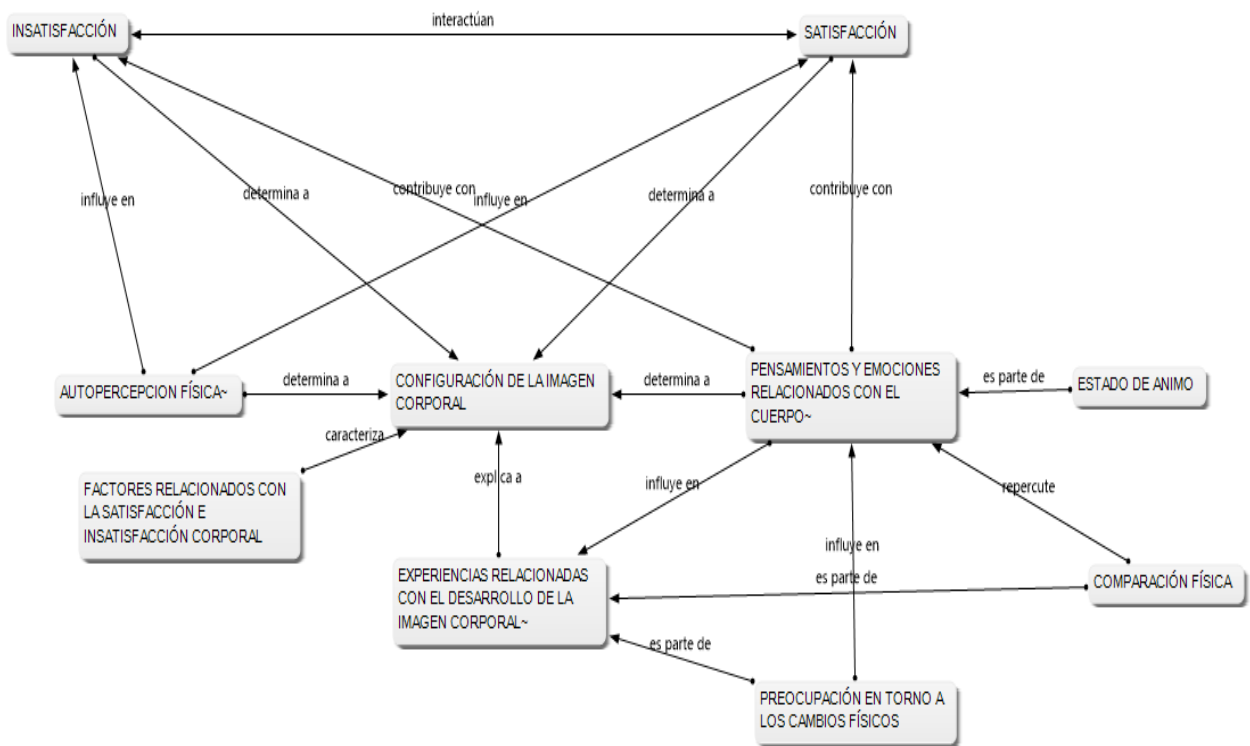 interactúan
INSATISFACCIÓN
SATISFACCIÓN
influye en
determina a
contribuye con
influye en
determina a
contribuye con
AUTOPERCEPCION FÍSICA~
determina a
CONFIGURACIÓN DE LA IMAGEN
CORPORAL
determina a
PENSAMIENTOS Y EMOCIONES
RELACIONADOS CON EL
CUERPO~
es parte de
ESTADO DE ANIMO
caracteriza
FACTORES RELACIONADOS CON
LA SATISFACCIÓN E
INSATISFACCIÓN CORPORAL
explica a
influye en
repercute
influye en
EXPERIENCIAS RELACIONADAS
CON EL DESARROLLO DE LA
IMAGEN CORPORAL~
es parte de
COMPARACIÓN FÍSICA
es parte de
PREOCUPACIÓN EN TORNO A
LOS CAMBIOS FÍSICOS